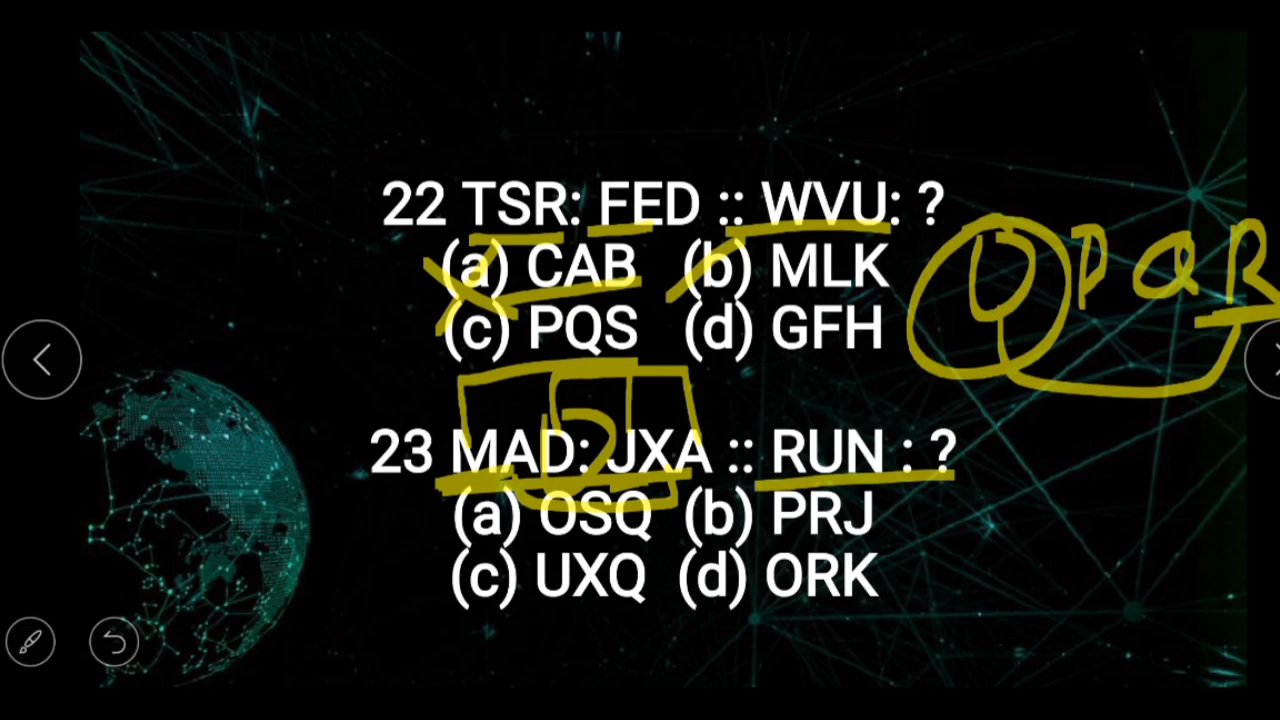 22 TSR: FED :: WVU: ?
(a) CAB (b) MLK
(c) PQS (d) GFH
P Q R
23 MAD: JXA :: RUN : ?
(a) OSQ (b) PRJ
(c) UXQ (d) ORK